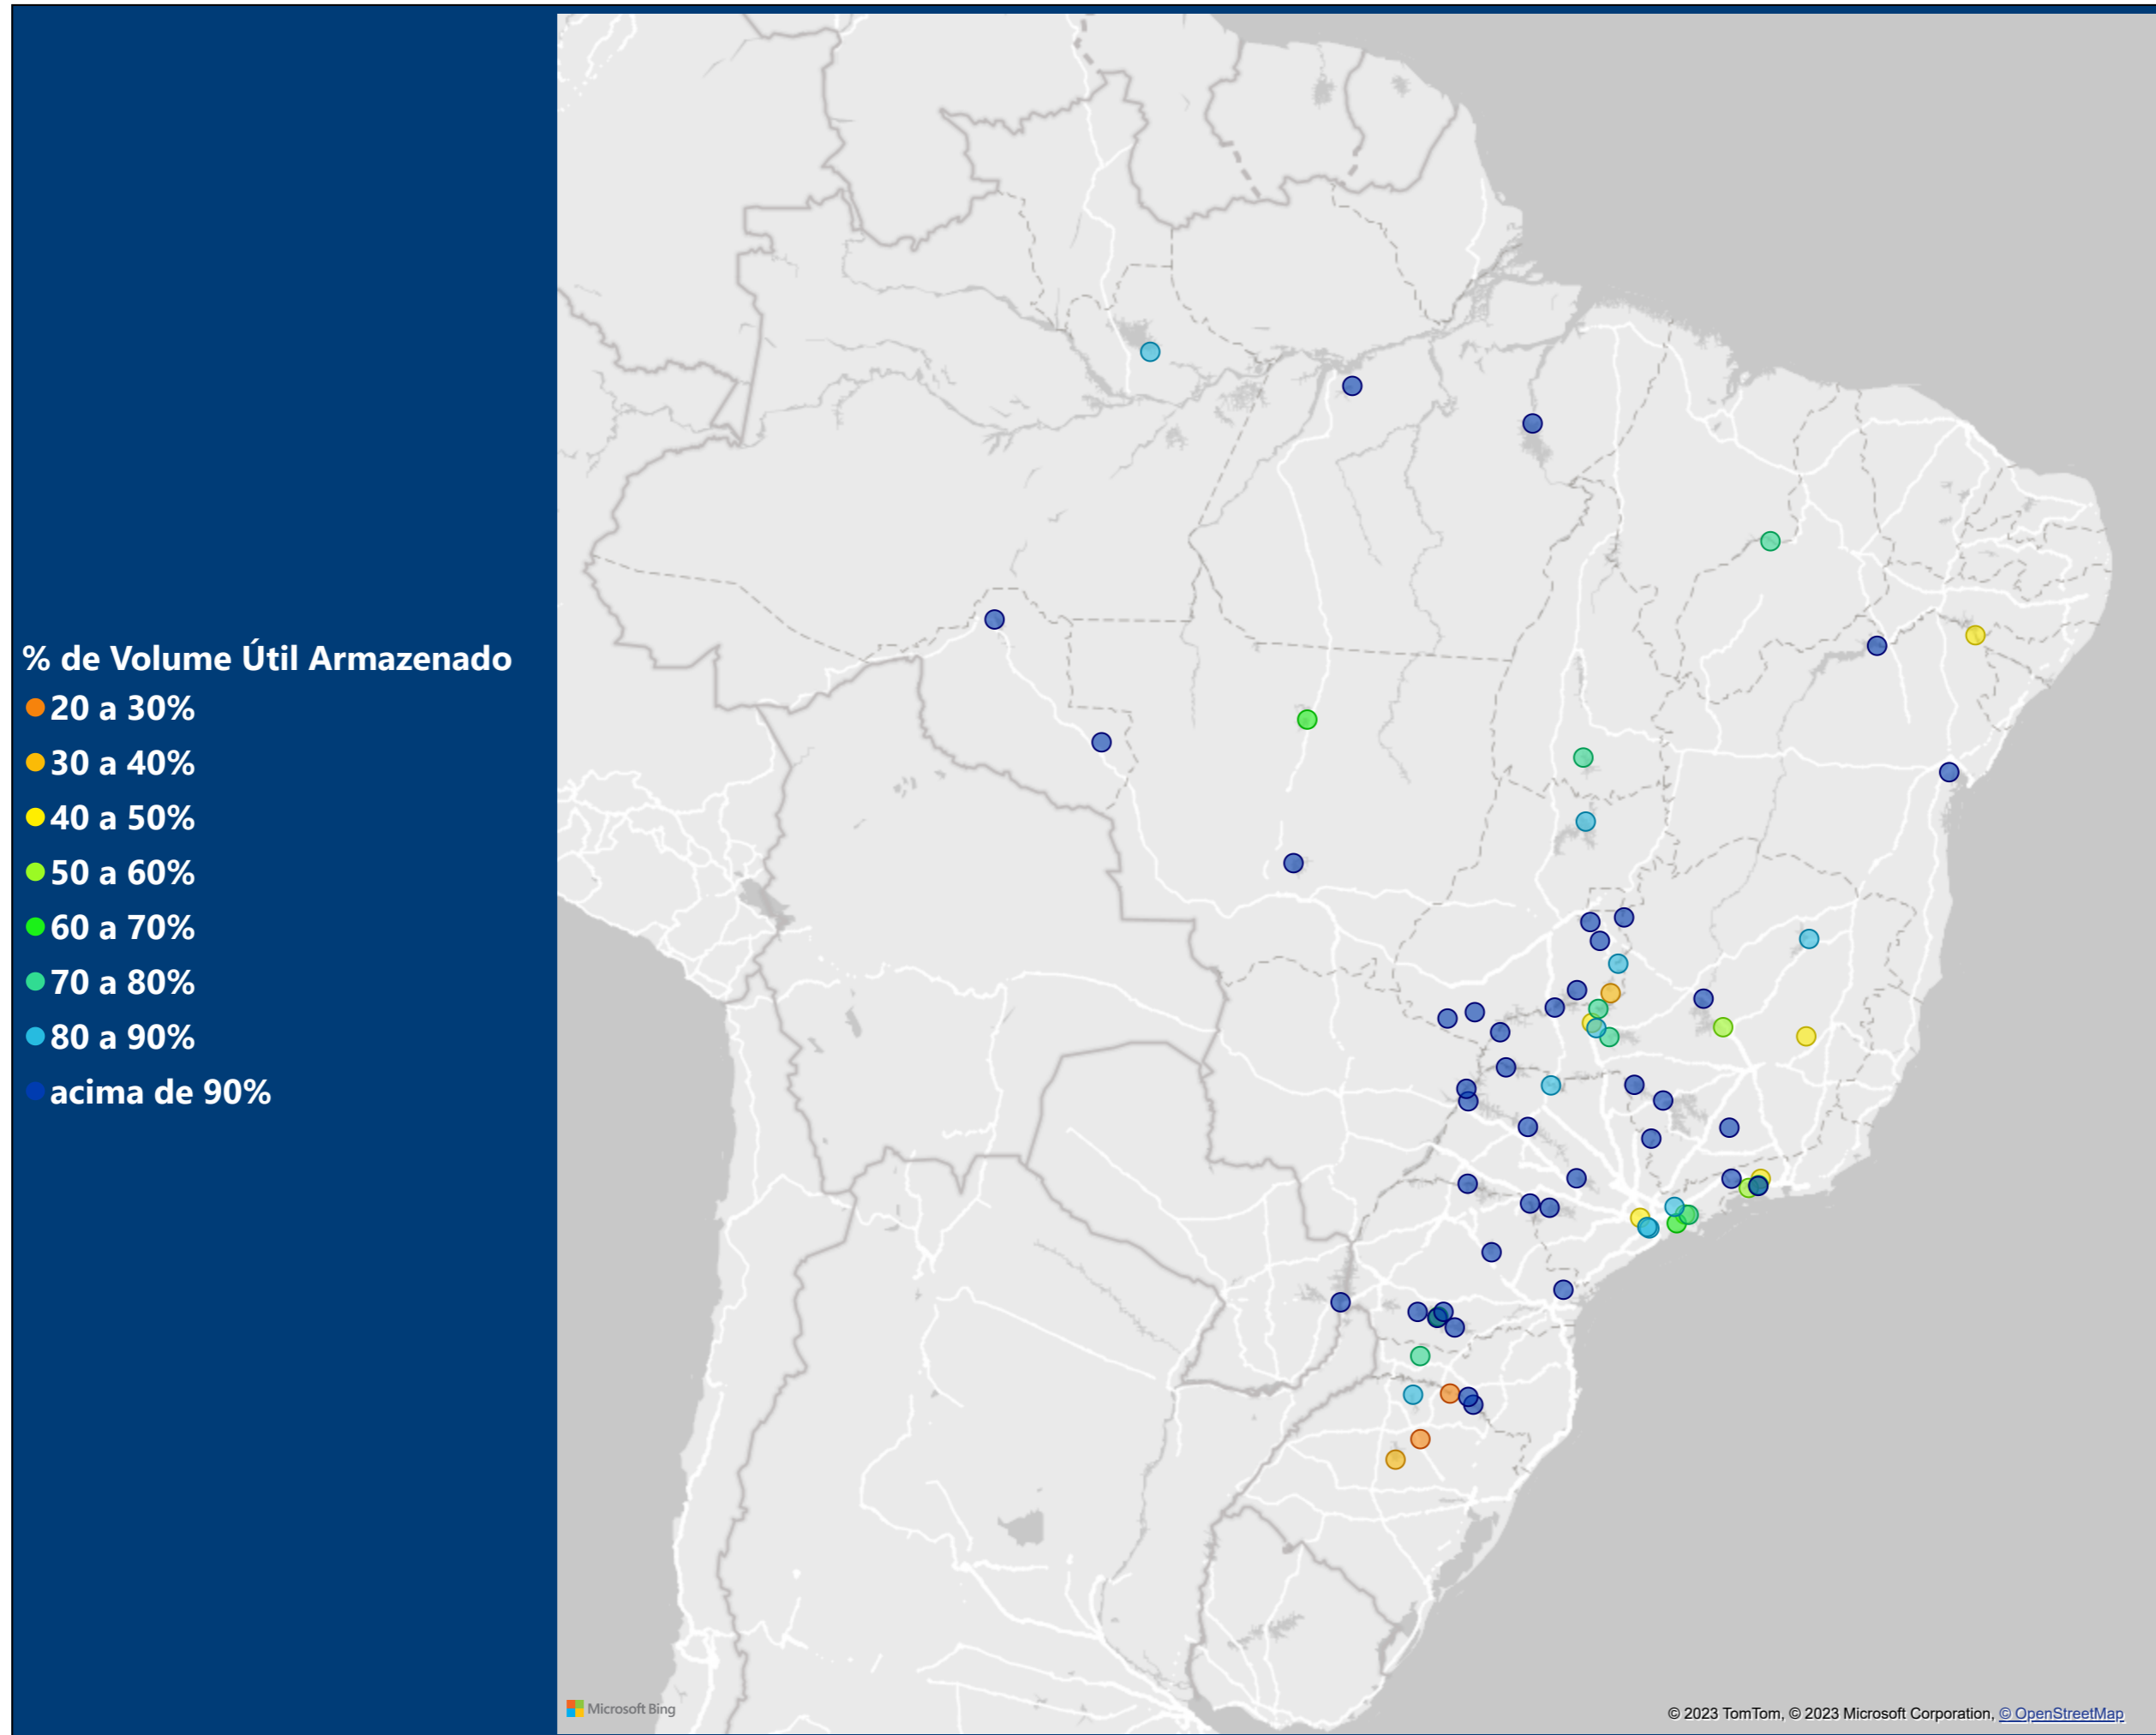 % de Volume Útil Armazenado
20 a 30%
30 a 40%
40 a 50%
50 a 60%
60 a 70%
70 a 80%
80 a 90%
acima de 90%
Microsoft Bing
© 2023 TomTom, © 2023 Microsoft Corporation, © OpenStreetMap